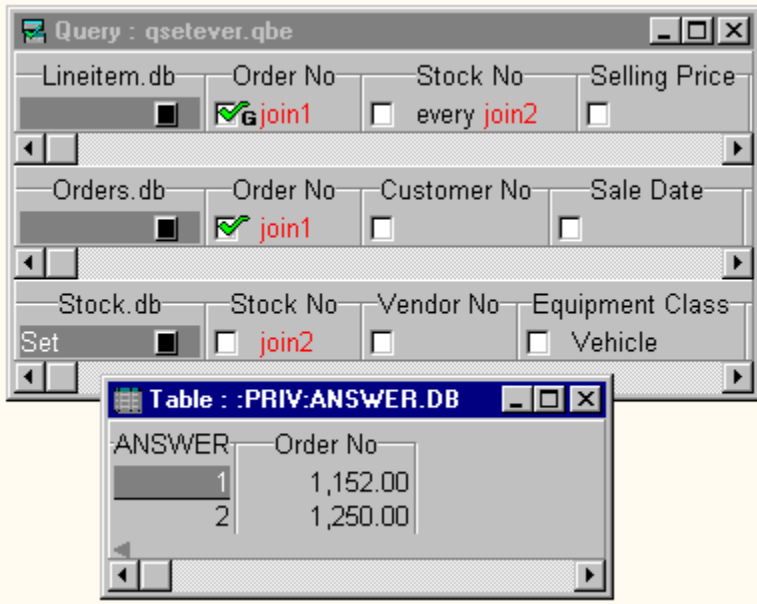 Query : qsetever.qbe
Lineitem.db Order No Stock No Selling Price
G join1 every join2
Orders.db Order No Customer No Sale Date
join1
Stock.db Stock No Vendor No Equipment Class
Set join2 Vehicle
Table : :PRIV:ANSWER.DB
ANSWER Order No
1 1,152.00
2 1,250.00